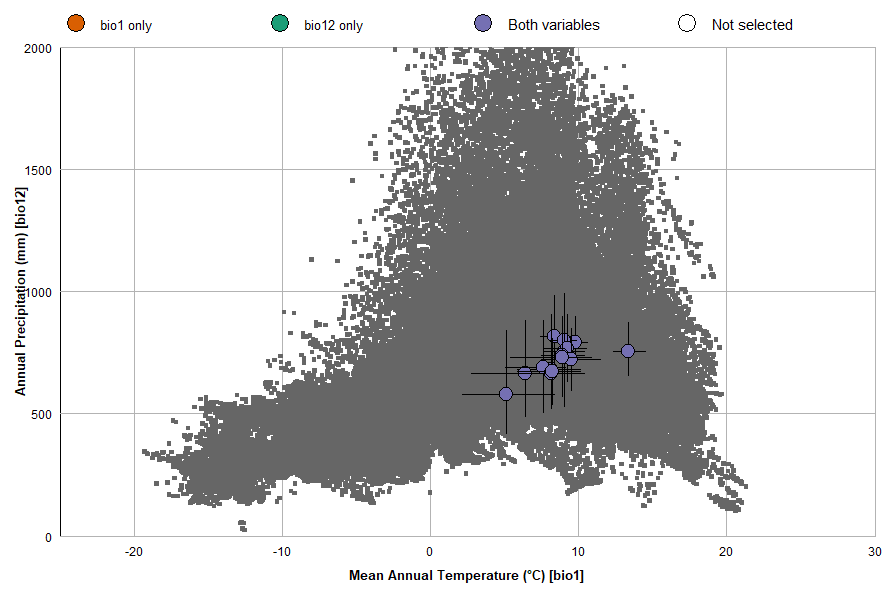 bio1 only
bio12 only
Both variables
Not selected
2000
1500
1000
500
0
Annual Precipitation (mm) [bio12]
-20
-10
0
10
20
30
Mean Annual Temperature (°C) [bio1]